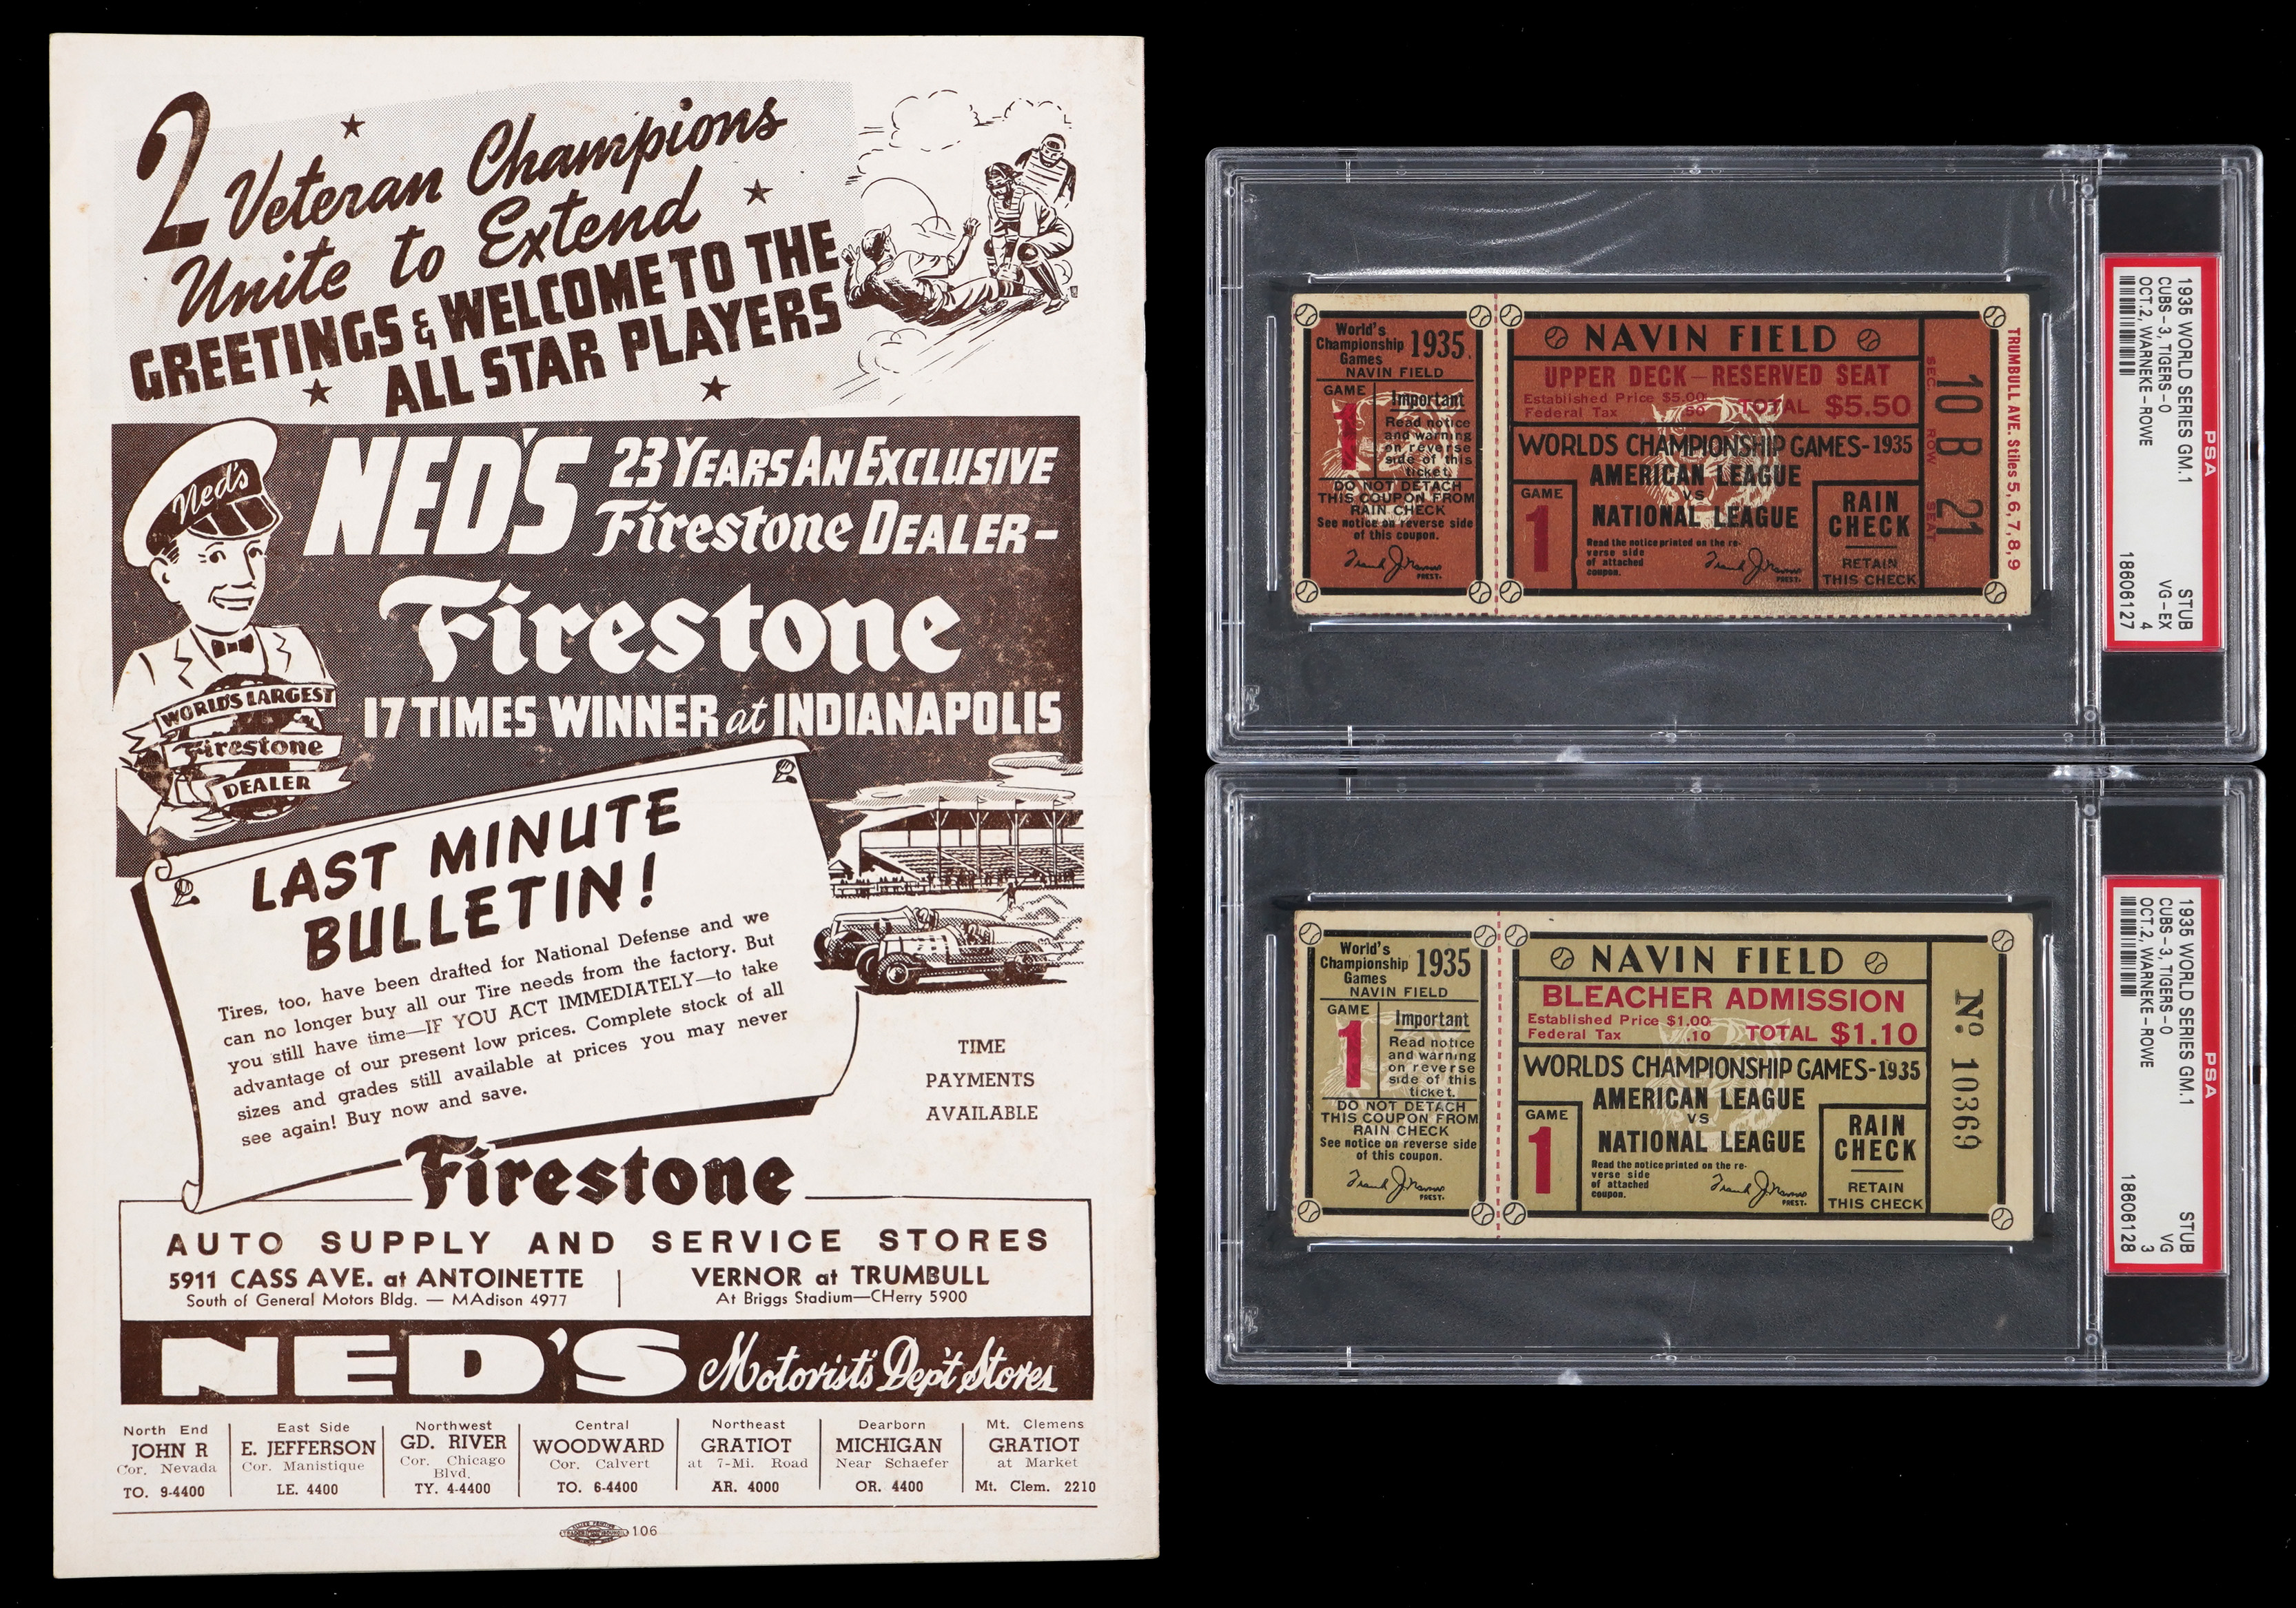 2 Veteran Champions
Unite to Extend
GREETINGS & WELCOME TO THE
ALL STAR PLAYERS
Ned's
NED'S
23 YEARS AN EXCLUSIVE
Firestone DEALER-
Firestone
17 TIMES WINNER at INDIANAPOLIS
WORLD'S LARGEST
Firestone
DEALER
LAST MINUTE
BULLETIN!
Tires, too, have been drafted for National Defense and we
can no longer buy all our Tire needs from the factory. But
you still have time—IF YOU ACT IMMEDIATELY—to take
advantage of our present low prices. Complete stock of all
sizes and grades still available at prices you may never
see again! Buy now and save.
TIME
PAYMENTS
AVAILABLE
Firestone
AUTO SUPPLY AND SERVICE STORES
5911 CASS AVE. at ANTOINETTE
South of General Motors Bldg. — MAdison 4977
VERNOR at TRUMBULL
At Briggs Stadium—CHerry 5900
NED'S Motorist's Dep't Stores
North End
JOHN R
Cor. Nevada
TO. 9-4400
East Side
E. JEFFERSON
Cor. Manistique
LE. 4400
Northwest
GD. RIVER
Cor. Chicago
Blvd.
TY. 4-4400
Central
WOODWARD
Cor. Calvert
TO. 6-4400
Northeast
GRATIOT
at 7-Mi. Road
AR. 4000
Dearborn
MICHIGAN
Near Schaefer
OR. 4400
Mt. Clemens
GRATIOT
at Market
Mt. Clem. 2210
106
World's
Championship
Games
1935.
NAVIN FIELD
GAME
1
Important
Read notice
and warning
on reverse
side of this
ticket.
DO NOT DETACH
THIS COUPON FROM
RAIN CHECK
See notice on reverse side
of this coupon.
Frank J. Navin
PREST.
NAVIN FIELD
UPPER DECK—RESERVED SEAT
Established Price $5.00
Federal Tax .50
TOTAL $5.50
WORLDS CHAMPIONSHIP GAMES-1935
AMERICAN LEAGUE
VS
NATIONAL LEAGUE
GAME
1
Read the notice printed on the re-
verse side
of attached
coupon.
Frank J. Navin
PREST.
RAIN
CHECK
RETAIN
THIS CHECK
SEC. 10 ROW B SEAT 21
TRUMBULL AVE. Stiles 5, 6, 7, 8, 9
PSA
1935 WORLD SERIES GM.1 STUB
CUBS-3, TIGERS-0 VG-EX
OCT.2, WARNEKE-ROWE 4
18606127
World's
Championship
Games
1935
NAVIN FIELD
GAME
1
Important
Read notice
and warning
on reverse
side of this
ticket.
DO NOT DETACH
THIS COUPON FROM
RAIN CHECK
See notice on reverse side
of this coupon.
Frank J. Navin
PREST.
NAVIN FIELD
BLEACHER ADMISSION
Established Price $1.00
Federal Tax .10
TOTAL $1.10
WORLDS CHAMPIONSHIP GAMES-1935
AMERICAN LEAGUE
VS
NATIONAL LEAGUE
GAME
1
Read the notice printed on the re-
verse side
of attached
coupon.
Frank J. Navin
PREST.
RAIN
CHECK
RETAIN
THIS CHECK
No. 10369
PSA
1935 WORLD SERIES GM.1 STUB
CUBS-3, TIGERS-0 VG
OCT.2, WARNEKE-ROWE 3
18606128